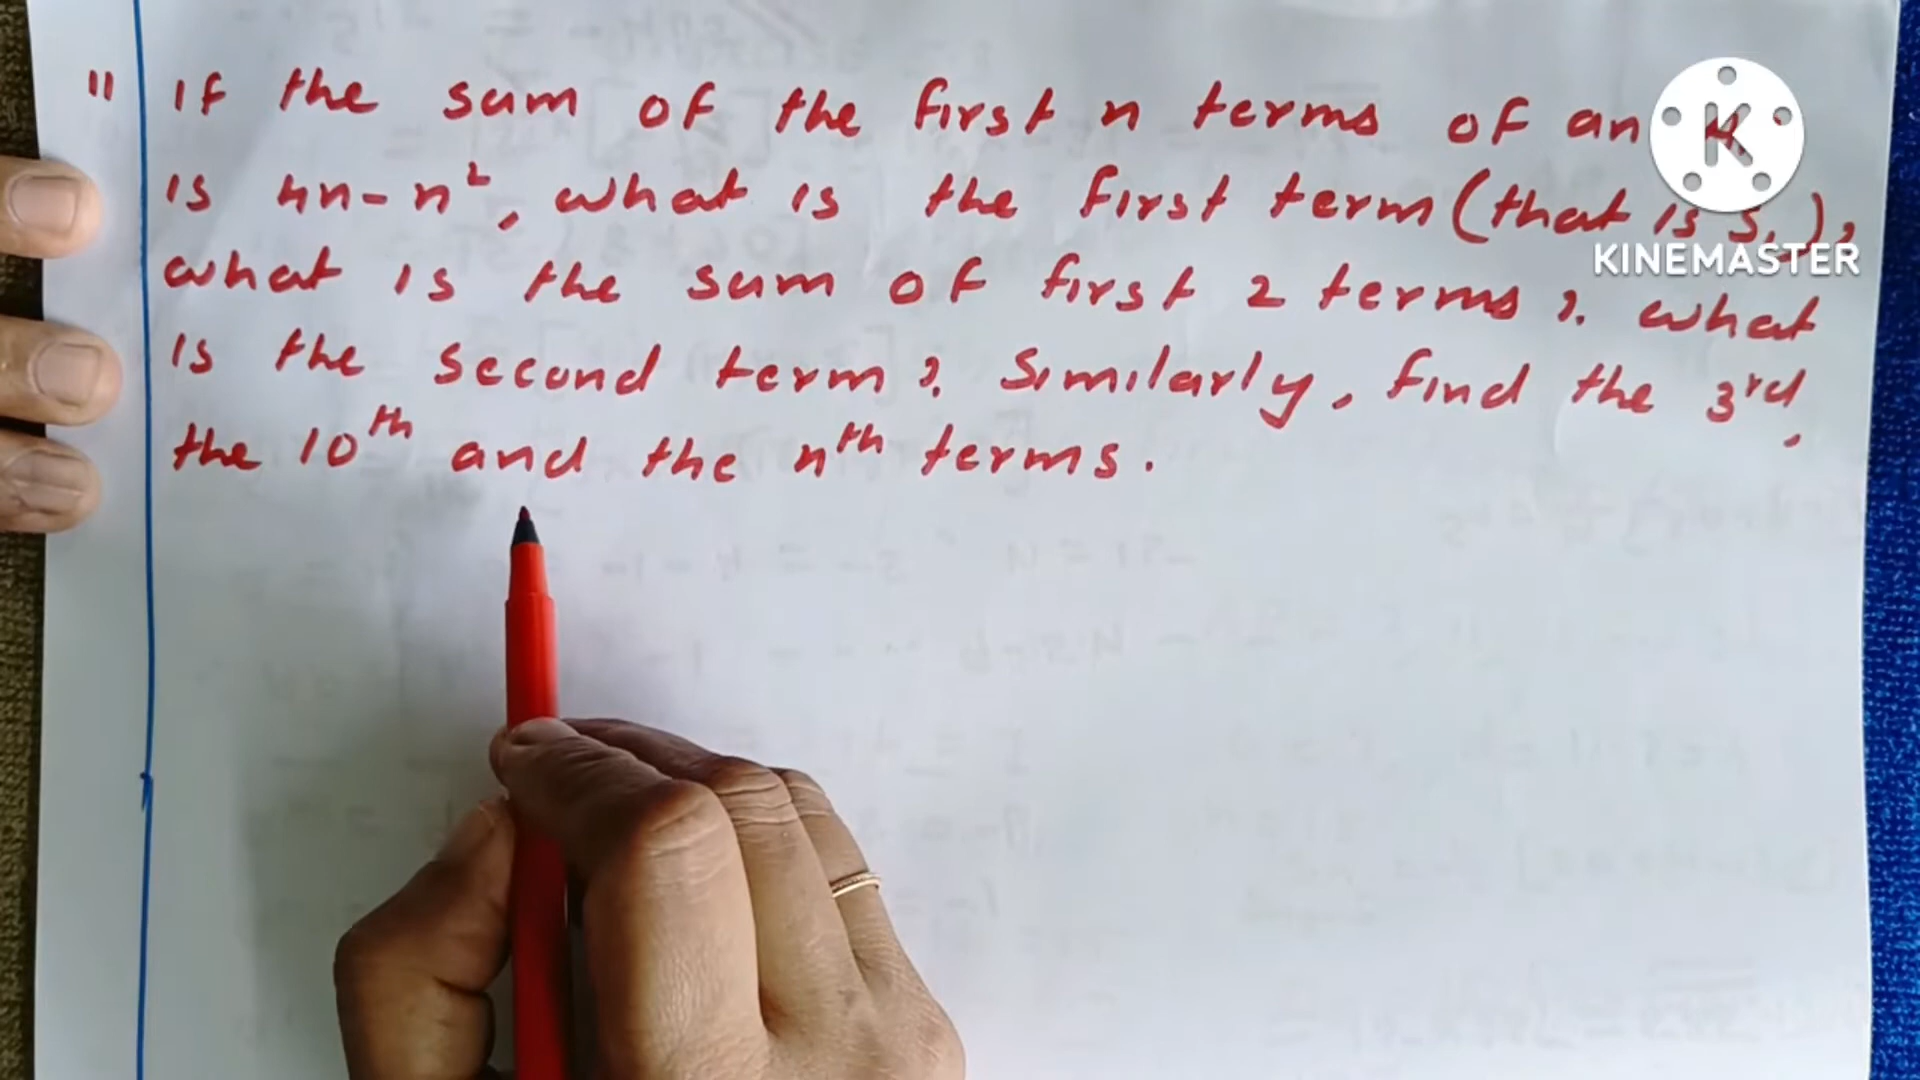 11 If the sum of the first n terms of an
is 4n-n², what is the first term (that is S₁)?
what is the sum of first 2 terms? what
is the second term? Similarly, find the 3rd,
the 10th and the nth terms.
K
KINEMASTER